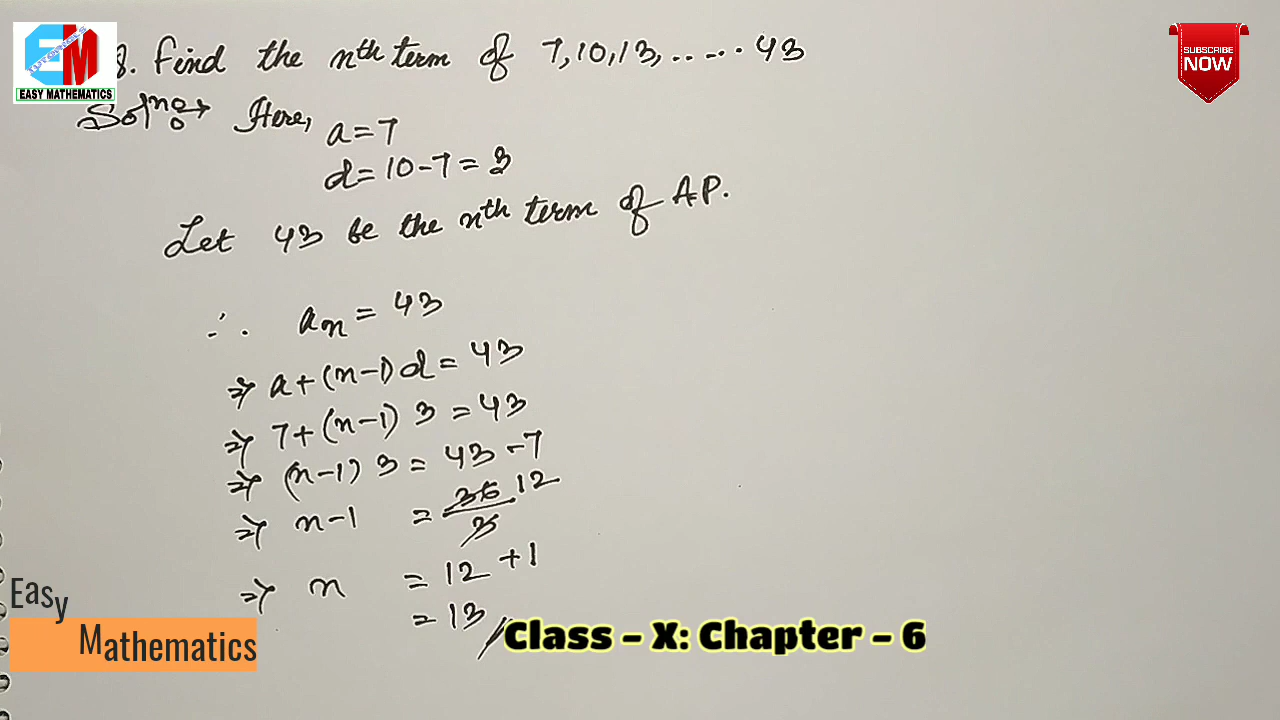 EM
EASY MATHEMATICS
Q. Find the nth term of 7, 10, 13, ..... 43
SUBSCRIBE
NOW
Solno→ Here, a = 7
d = 10 - 7 = 3
Let 43 be the nth term of AP.
∴ an = 43
⇒ a + (n-1) d = 43
⇒ 7 + (n-1) 3 = 43
⇒ (n-1) 3 = 43 - 7
⇒ n-1 = 36/3 12
⇒ n = 12 + 1
= 13
Easy
Mathematics
Class – X: Chapter – 6